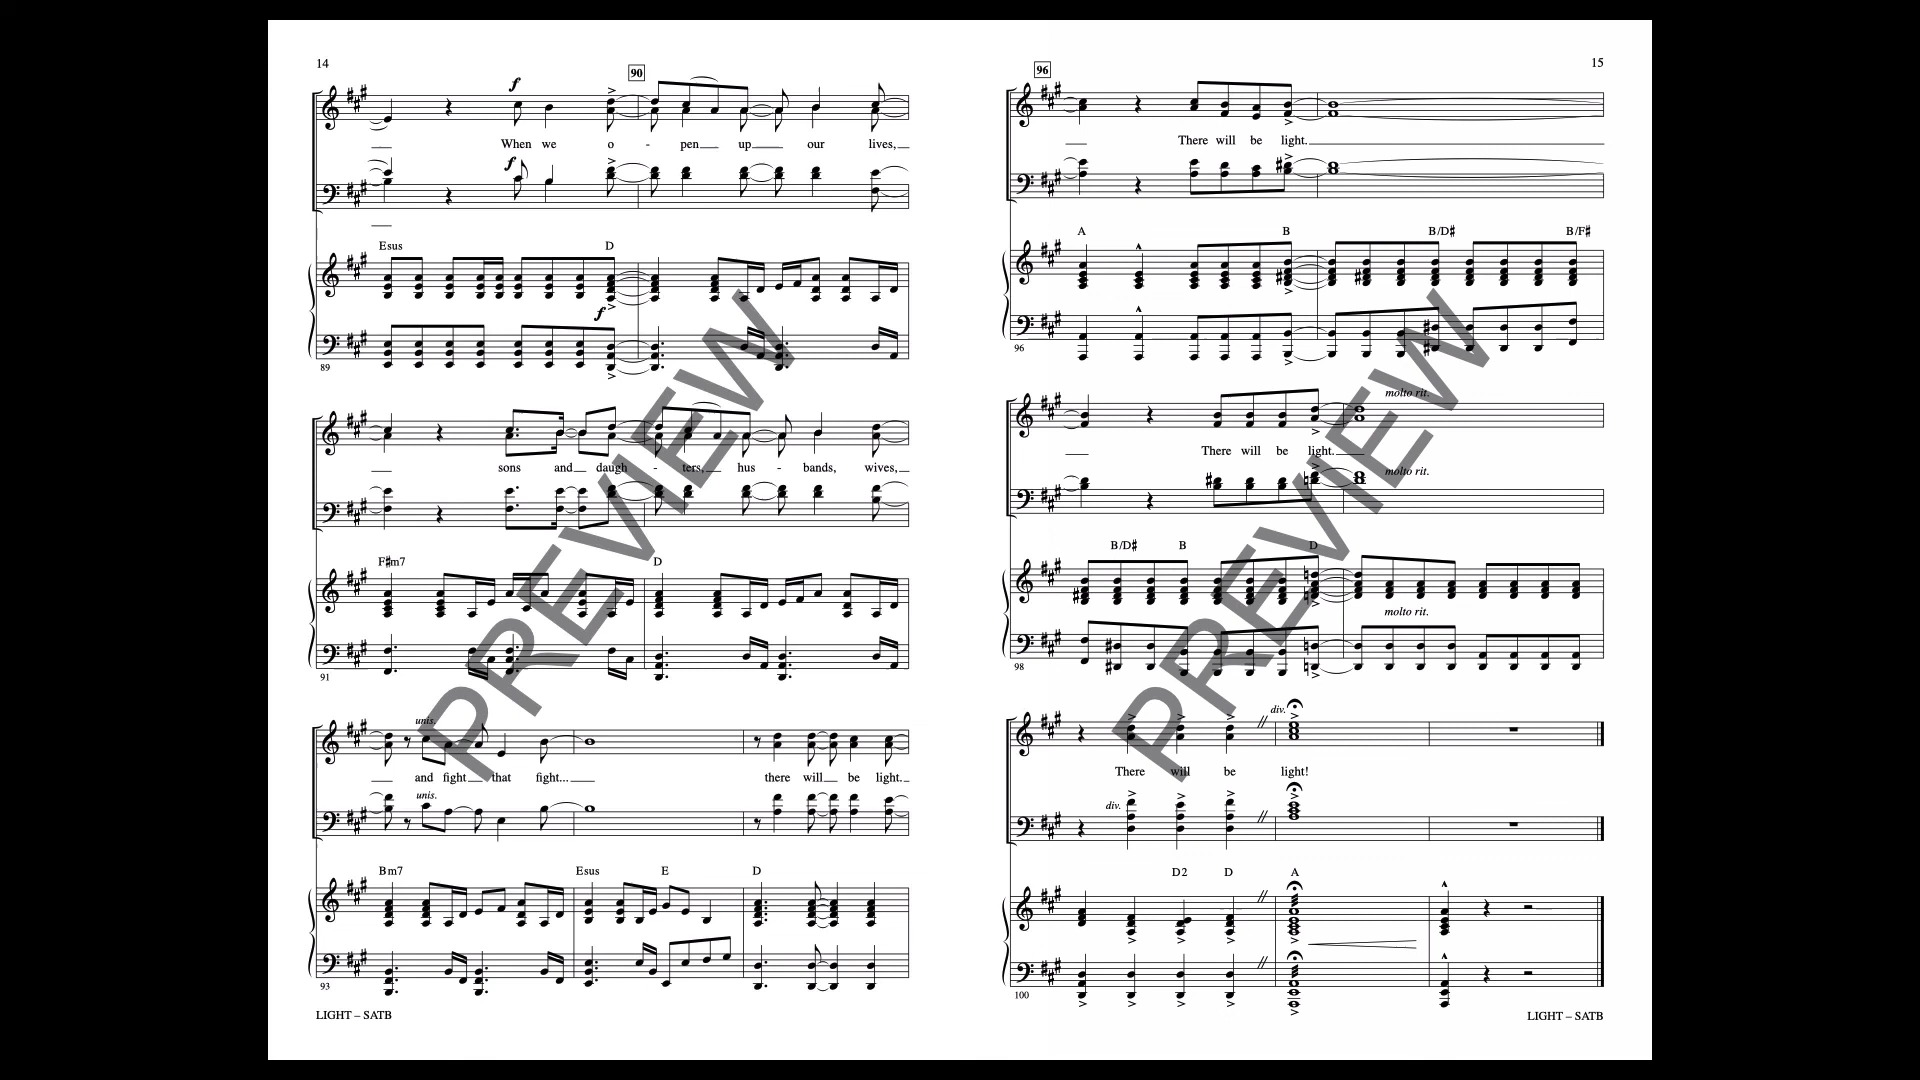 14
90
f
When we o - pen up our lives,
f
Esus D
f
89
sons and daugh - ters, hus - bands, wives,
F♯m7 D
91
unis.
and fight that fight... there will be light.
unis.
Bm7 Esus E D
93
LIGHT – SATB
15
96
There will be light.
A B B/D♯ B/F♯
96
molto rit.
There will be light.
molto rit.
B/D♯ B D
molto rit.
98
div.
There will be light!
div.
D2 D A
100
LIGHT – SATB
PREVIEW
PREVIEW